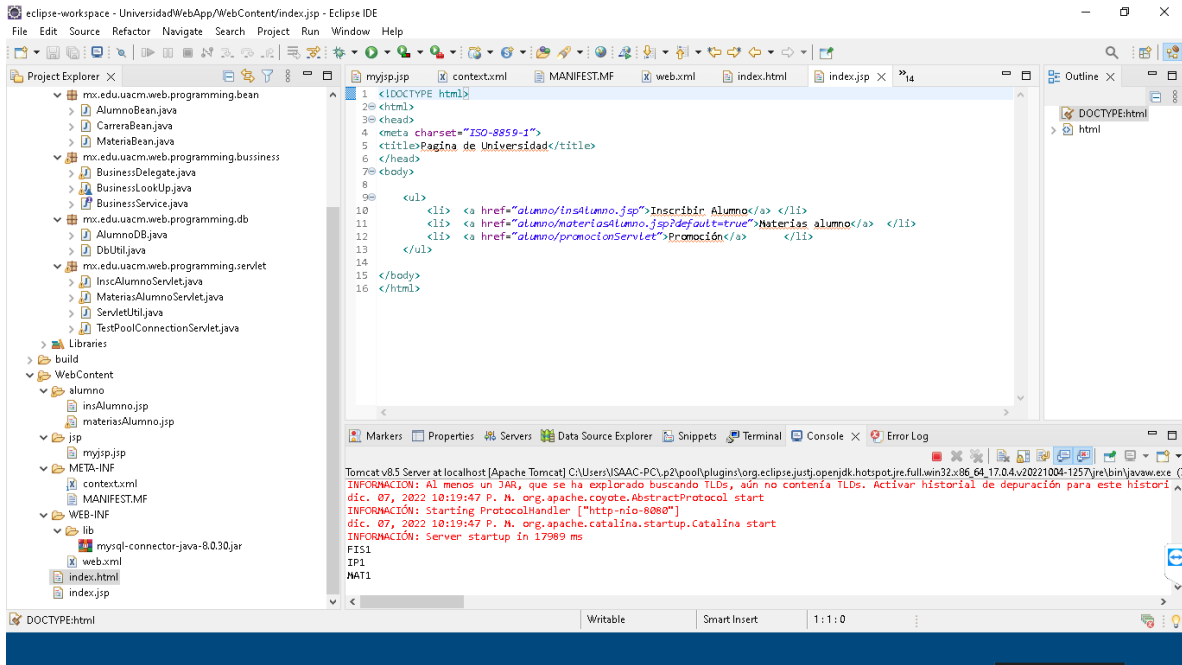 eclipse-workspace - UniversidadWebApp/WebContent/index.jsp - Eclipse IDE
File Edit Source Refactor Navigate Search Project Run Window Help
Project Explorer
mx.edu.uacm.web.programming.bean
AlumnoBean.java
CarreraBean.java
MateriaBean.java
mx.edu.uacm.web.programming.bussiness
BusinessDelegate.java
BusinessLookUp.java
BusinessService.java
mx.edu.uacm.web.programming.db
AlumnoDB.java
DbUtil.java
mx.edu.uacm.web.programming.servlet
InscAlumnoServlet.java
MateriasAlumnoServlet.java
ServletUtil.java
TestPoolConnectionServlet.java
Libraries
build
WebContent
alumno
insAlumno.jsp
materiasAlumno.jsp
jsp
myjsp.jsp
META-INF
context.xml
MANIFEST.MF
WEB-INF
lib
mysql-connector-java-8.0.30.jar
web.xml
index.html
index.jsp
myjsp.jsp context.xml MANIFEST.MF web.xml index.html index.jsp »14
1 <!DOCTYPE html>
2 <html>
3 <head>
4 <meta charset="ISO-8859-1">
5 <title>Pagina de Universidad</title>
6 </head>
7 <body>
8
9 <ul>
10 <li> <a href="alumno/insAlumno.jsp">Inscribir Alumno</a> </li>
11 <li> <a href="alumno/materiasAlumno.jsp?default=true">Materias alumno</a> </li>
12 <li> <a href="alumno/promocionServlet">Promoción</a> </li>
13 </ul>
14
15 </body>
16 </html>
Outline
DOCTYPE:html
html
Markers Properties Servers Data Source Explorer Snippets Terminal Console Error Log
Tomcat v8.5 Server at localhost [Apache Tomcat] C:\Users\ISAAC-PC\.p2\pool\plugins\org.eclipse.justj.openjdk.hotspot.jre.full.win32.x86_64_17.0.4.v20221004-1257\jre\bin\javaw.exe (
INFORMACIÓN: Al menos un JAR, que se ha explorado buscando TLDs, aún no contenía TLDs. Activar historial de depuración para este histori
dic. 07, 2022 10:19:47 P. M. org.apache.coyote.AbstractProtocol start
INFORMACIÓN: Starting ProtocolHandler ["http-nio-8080"]
dic. 07, 2022 10:19:47 P. M. org.apache.catalina.startup.Catalina start
INFORMACIÓN: Server startup in 17989 ms
FIS1
IP1
MAT1
DOCTYPE:html Writable Smart Insert 1:1:0